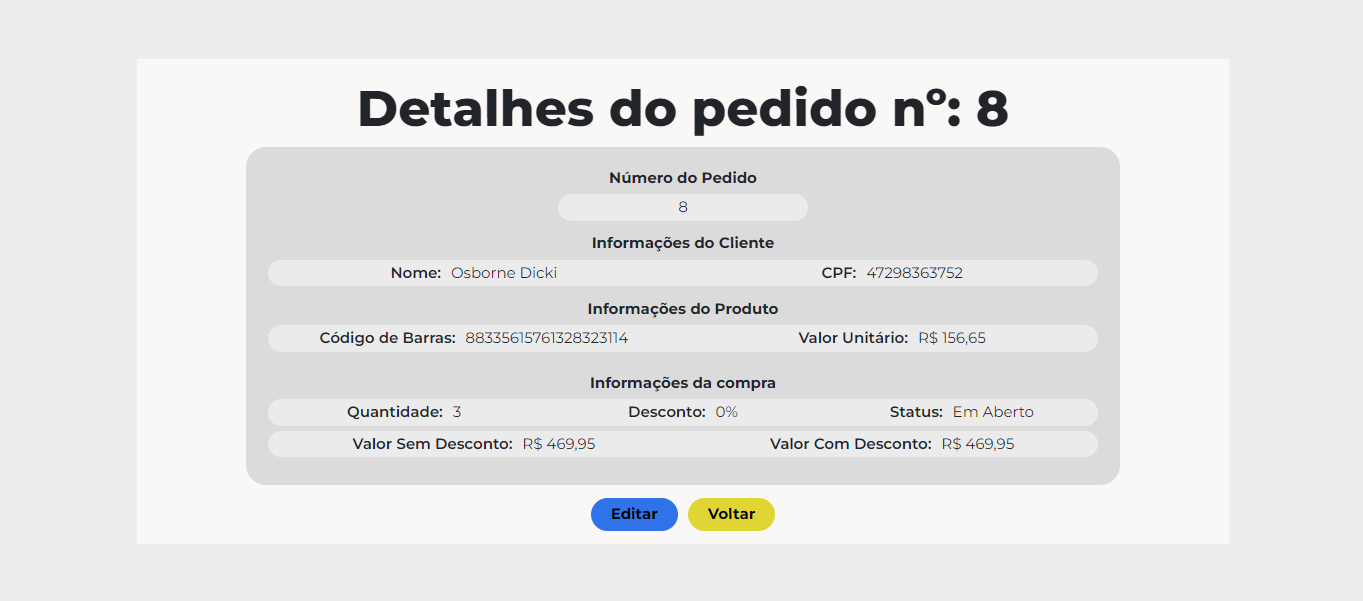 Detalhes do pedido nº: 8
Número do Pedido
8
Informações do Cliente
Nome: Osborne Dicki CPF: 47298363752
Informações do Produto
Código de Barras: 88335615761328323114 Valor Unitário: R$ 156,65
Informações da compra
Quantidade: 3 Desconto: 0% Status: Em Aberto
Valor Sem Desconto: R$ 469,95 Valor Com Desconto: R$ 469,95
Editar Voltar